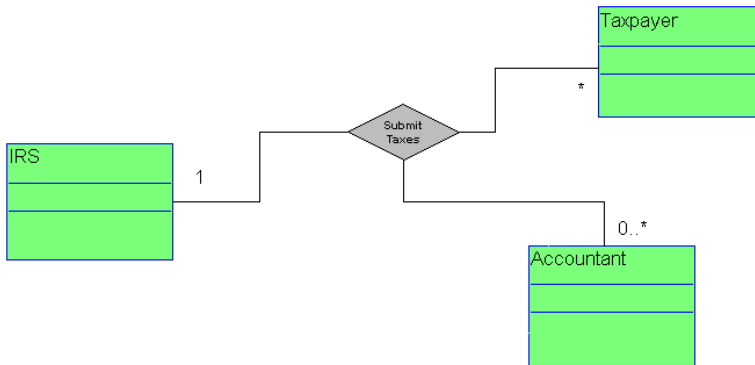 Taxpayer
*
Submit
Taxes
IRS
1
0..*
Accountant